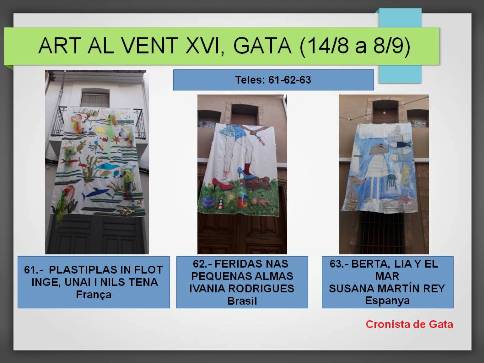 ART AL VENT XVI, GATA (14/8 a 8/9)
Teles: 61-62-63
61.- PLASTIPLAS IN FLOT
INGE, UNAI I NILS TENA
França
62.- FERIDAS NAS
PEQUENAS ALMAS
IVANIA RODRIGUES
Brasil
63.- BERTA, LIA Y EL
MAR
SUSANA MARTÍN REY
Espanya
Cronista de Gata